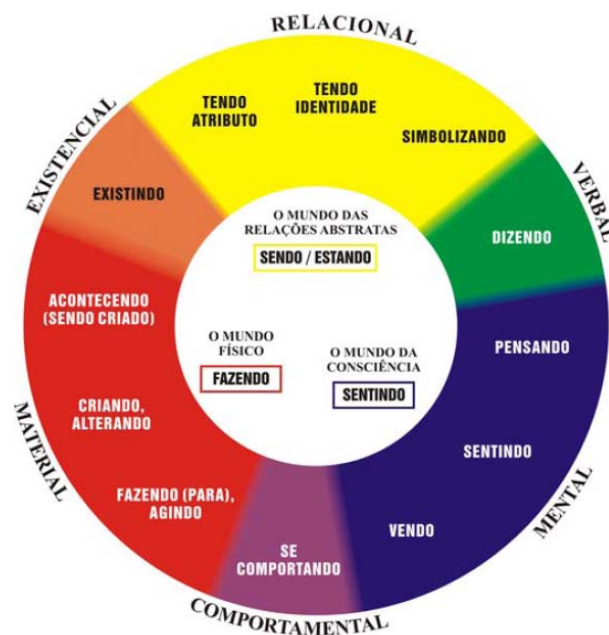 RELACIONAL
TENDO
ATRIBUTO
TENDO
IDENTIDADE
SIMBOLIZANDO
EXISTENCIAL
EXISTINDO
VERBAL
DIZENDO
O MUNDO DAS
RELAÇÕES ABSTRATAS
SENDO / ESTANDO
ACONTECENDO
(SENDO CRIADO)
O MUNDO
FÍSICO
FAZENDO
O MUNDO DA
CONSCIÊNCIA
SENTINDO
PENSANDO
CRIANDO,
ALTERANDO
SENTINDO
MATERIAL
FAZENDO (PARA),
AGINDO
VENDO
MENTAL
SE
COMPORTANDO
COMPORTAMENTAL